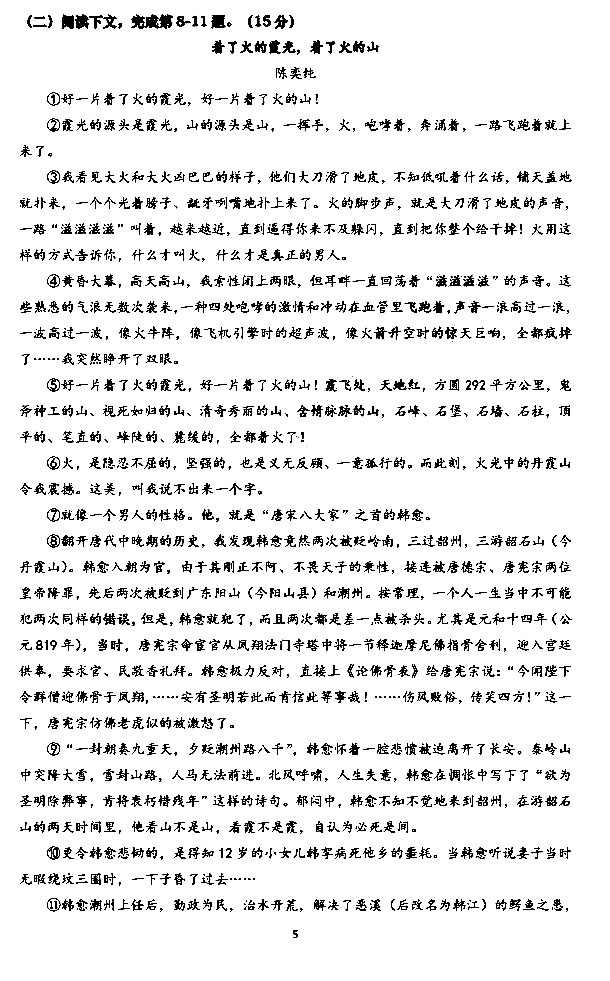 （二）阅读下文，完成第8-11题。（15分）
着了火的霞光，着了火的山
陈奕纯
①好一片着了火的霞光，好一片着了火的山！
②霞光的源头是霞光，山的源头是山，一挥手，火，咆哮着，奔涌着，一路飞跑着就上
来了。
③我看见大火和大火凶巴巴的样子，他们大刀滑了地皮，不知低吼着什么话，铺天盖地
就扑来，一个个光着膀子、龇牙咧嘴地扑上来了。火的脚步声，就是大刀滑了地皮的声音，
一路“滋滋滋滋”叫着，越来越近，直到逼得你来不及躲闪，直到把你整个给干掉！火用这
样的方式告诉你，什么才叫火，什么才是真正的男人。
④黄昏大幕，高天高山，我索性闭上两眼，但耳畔一直回荡着“滋滋滋滋”的声音。这
些熟悉的气浪无数次袭来，一种四处咆哮的激情和冲动在血管里飞跑着，声音一浪高过一浪，
一波高过一波，像火牛阵，像飞机引擎时的超声波，像火箭升空时的惊天巨响，全都疯掉
了……我突然睁开了双眼。
⑤好一片着了火的霞光，好一片着了火的山！霞飞处，天地红，方圆292平方公里，鬼
斧神工的山、视死如归的山、清奇秀丽的山、含情脉脉的山，石峰、石堡、石墙、石柱，顶
平的、笔直的、峰陡的、麓缓的，全都着火了！
⑥火，是隐忍不屈的，坚强的，也是义无反顾、一意孤行的。而此刻，火光中的丹霞山
令我震撼。这美，叫我说不出来一个字。
⑦就像一个男人的性格。他，就是“唐宋八大家”之首的韩愈。
⑧翻开唐代中晚期的历史，我发现韩愈竟然两次被贬岭南，三过韶州，三游韶石山（今
丹霞山）。韩愈入朝为官，由于其刚正不阿、不畏天子的秉性，接连被唐德宗、唐宪宗两位
皇帝降罪，先后两次被贬到广东阳山（今阳山县）和潮州。按常理，一个人一生当中不可能
犯两次同样的错误，但是，韩愈就犯了，而且两次都是差一点被杀头。尤其是元和十四年（公
元819年），当时，唐宪宗命宦官从凤翔法门寺塔中将一节释迦摩尼佛指骨舍利，迎入宫廷
供奉，要求官、民敬香礼拜。韩愈极力反对，直接上《论佛骨表》给唐宪宗说：“今闻陛下
令群僧迎佛骨于凤翔，……安有圣明若此而肯信此等事哉！……伤风败俗，传笑四方！”这一
下，唐宪宗仿佛老虎似的被激怒了。
⑨“一封朝奏九重天，夕贬潮州路八千”，韩愈怀着一腔悲愤被迫离开了长安。秦岭山
中突降大雪，雪封山路，人马无法前进。北风呼啸，人生失意，韩愈在惆怅中写下了“欲为
圣明除弊事，肯将衰朽惜残年”这样的诗句。郁闷中，韩愈不知不觉地来到韶州，在游韶石
山的两天时间里，他看山不是山，看霞不是霞，自认为必死是间。
⑩更令韩愈悲恸的，是得知12岁的小女儿韩挐病死他乡的噩耗。当韩愈听说妻子当时
无暇绕坟三围时，一下子昏了过去……
⑪韩愈潮州上任后，勤政为民，治水开荒，解决了恶溪（后改名为韩江）的鳄鱼之患，
5